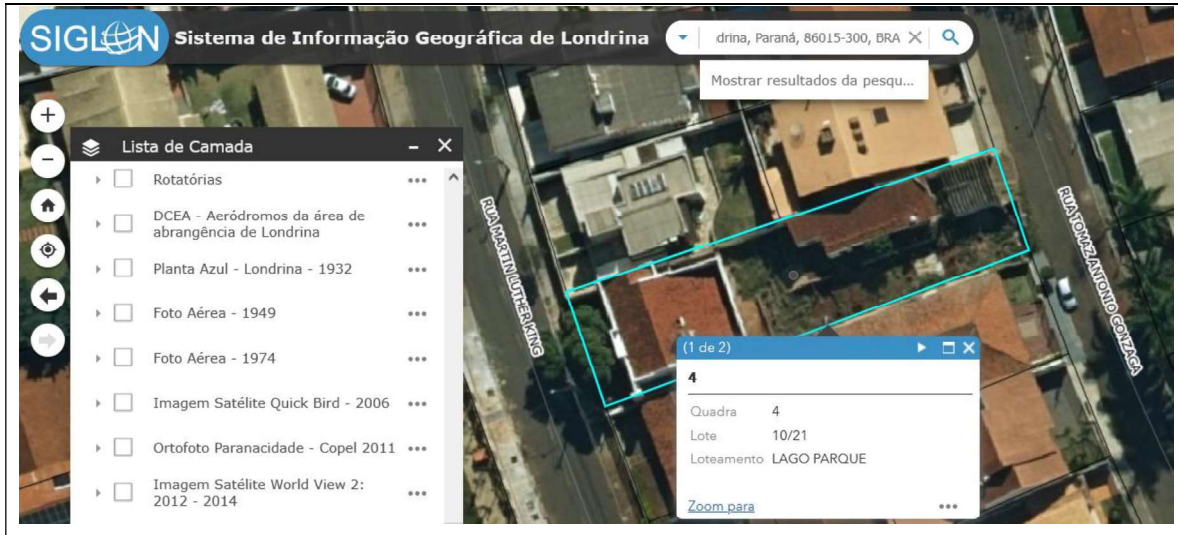 SIGLON Sistema de Informação Geográfica de Londrina
drina, Paraná, 86015-300, BRA
Mostrar resultados da pesqu...
Lista de Camada
Rotatórias
DCEA - Aeródromos da área de
abrangência de Londrina
Planta Azul - Londrina - 1932
Foto Aérea - 1949
Foto Aérea - 1974
Imagem Satélite Quick Bird - 2006
Ortofoto Paranacidade - Copel 2011
Imagem Satélite World View 2:
2012 - 2014
RUA MARTIN LUTHER KING
RUA TOMAZ ANTONIO GONZAGA
(1 de 2)
4
Quadra 4
Lote 10/21
Loteamento LAGO PARQUE
Zoom para